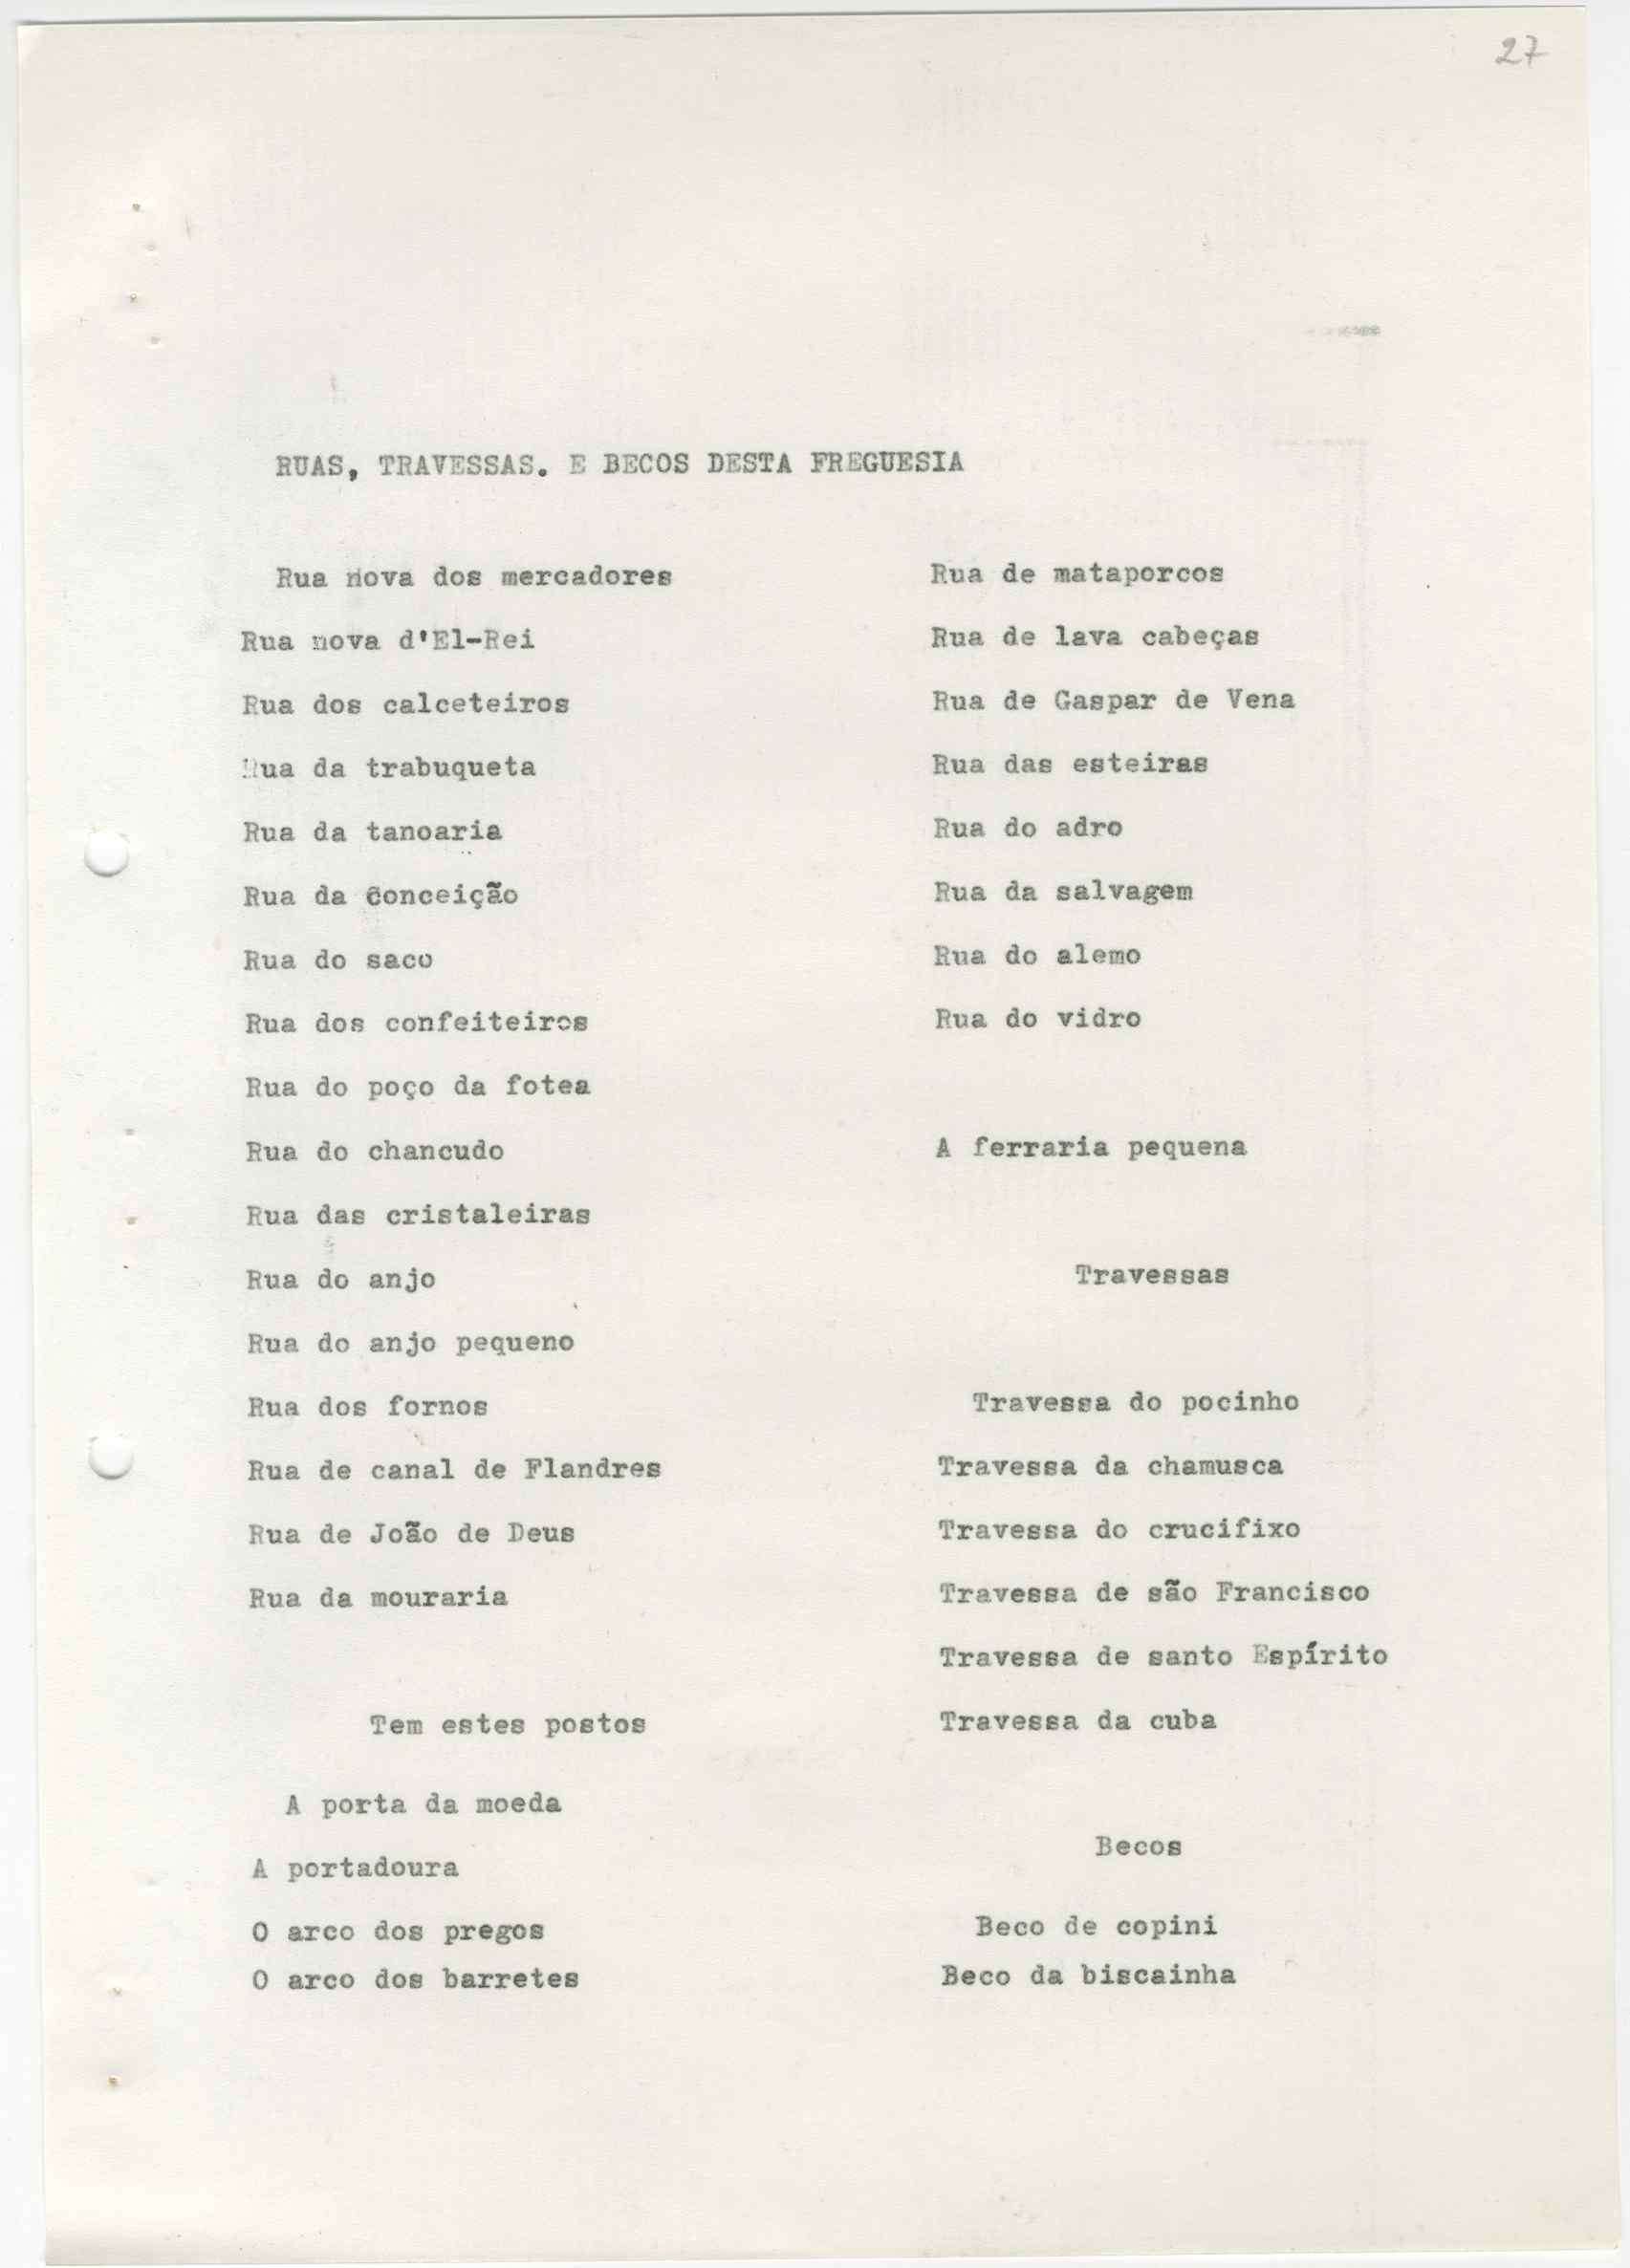 27
RUAS, TRAVESSAS. E BECOS DESTA FREGUESIA
Rua nova dos mercadores
Rua nova d'El-Rei
Rua dos calceteiros
Rua da trabuqueta
Rua da tanoaria
Rua da conceição
Rua do saco
Rua dos confeiteiros
Rua do poço da fotea
Rua do chancudo
Rua das cristaleiras
Rua do anjo
Rua do anjo pequeno
Rua dos fornos
Rua de canal de Flandres
Rua de João de Deus
Rua da mouraria
Tem estes postos
A porta da moeda
A portadoura
O arco dos pregos
O arco dos barretes
Rua de mataporcos
Rua de lava cabeças
Rua de Gaspar de Vena
Rua das esteiras
Rua do adro
Rua da salvagem
Rua do alemo
Rua do vidro
A ferraria pequena
Travessas
Travessa do pocinho
Travessa da chamusca
Travessa do crucifixo
Travessa de são Francisco
Travessa de santo Espírito
Travessa da cuba
Becos
Beco de copini
Beco da biscainha